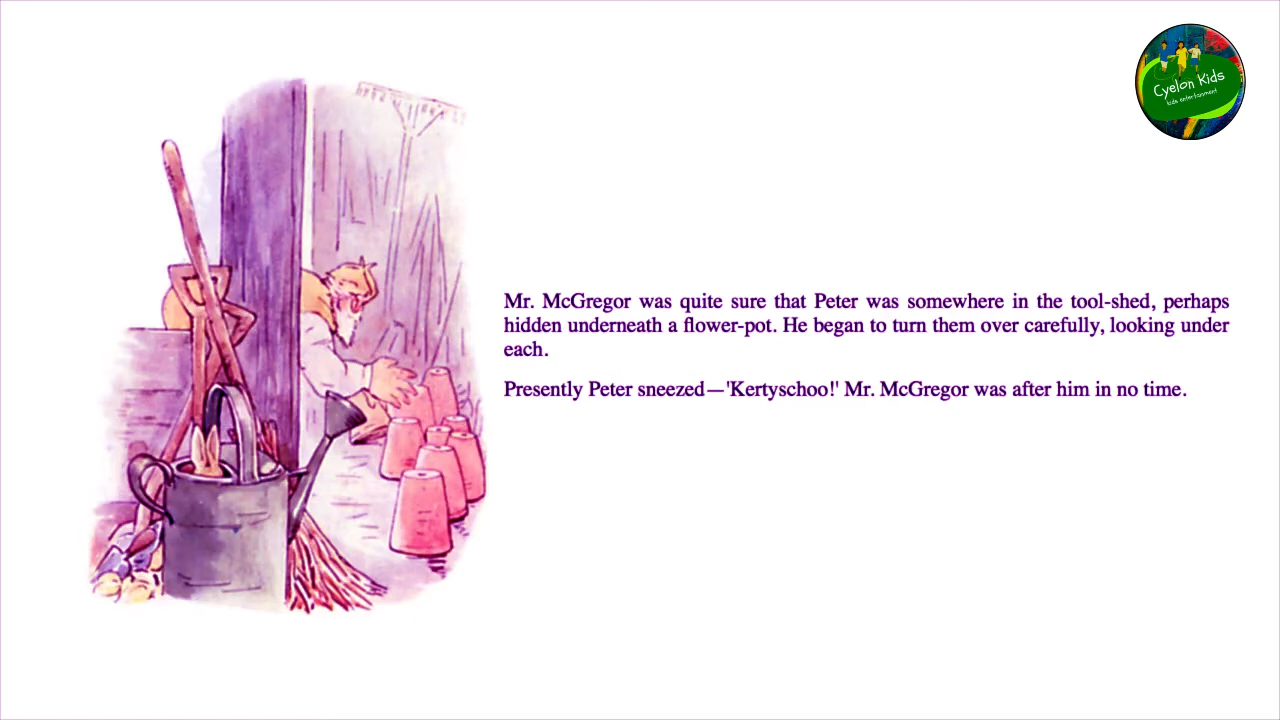 Cyelon Kids
kids entertainment
Mr. McGregor was quite sure that Peter was somewhere in the tool-shed, perhaps
hidden underneath a flower-pot. He began to turn them over carefully, looking under
each.
Presently Peter sneezed—'Kertyschoo!' Mr. McGregor was after him in no time.